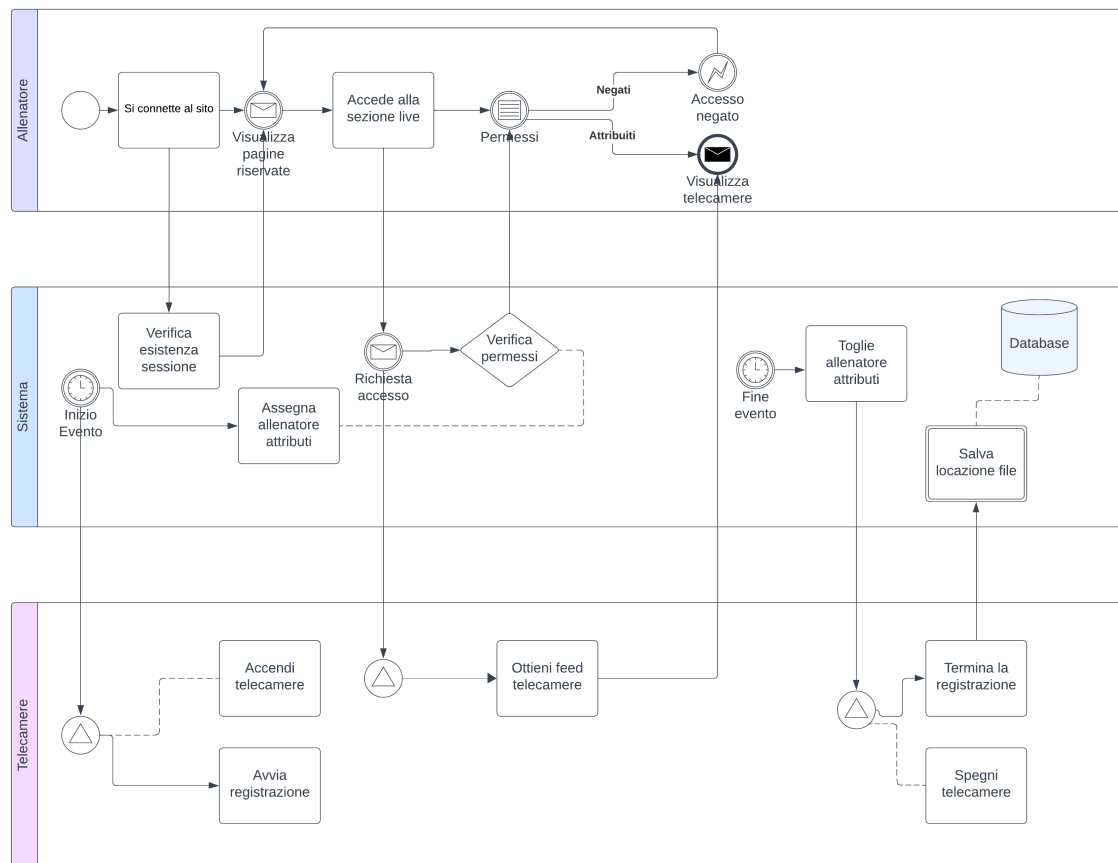 Allenatore
Si connette al sito
Visualizza
pagine
riservate
Accede alla
sezione live
Permessi
Negati
Attribuiti
Accesso
negato
Visualizza
telecamere
Sistema
Verifica
esistenza
sessione
Inizio
Evento
Assegna
allenatore
attributi
Richiesta
accesso
Verifica
permessi
Fine
evento
Toglie
allenatore
attributi
Database
Salva
locazione file
Telecamere
Accendi
telecamere
Avvia
registrazione
Ottieni feed
telecamere
Termina la
registrazione
Spegni
telecamere